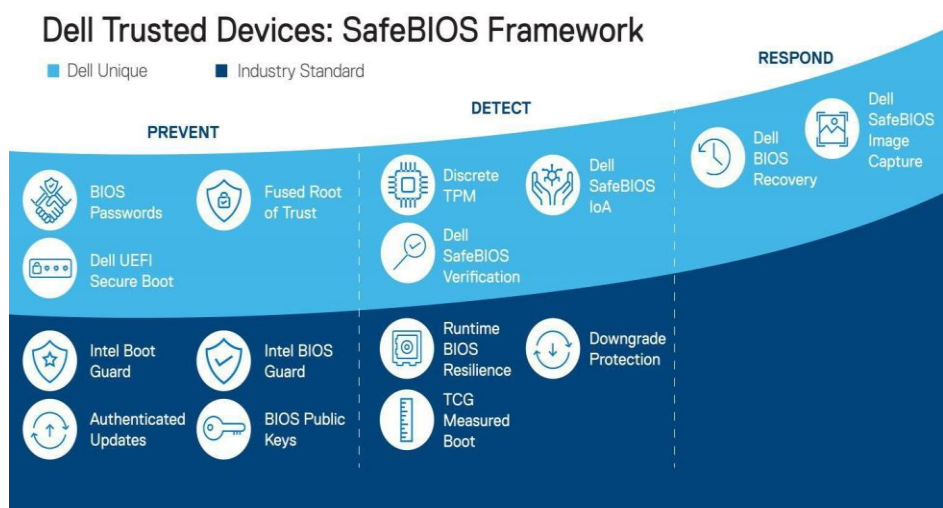 Dell Trusted Devices: SafeBIOS Framework
Dell Unique
Industry Standard
PREVENT
DETECT
RESPOND
BIOS
Passwords
Fused Root
of Trust
Dell UEFI
Secure Boot
Intel Boot
Guard
Intel BIOS
Guard
Authenticated
Updates
BIOS Public
Keys
Discrete
TPM
Dell
SafeBIOS
IoA
Dell
SafeBIOS
Verification
Runtime
BIOS
Resilience
Downgrade
Protection
TCG
Measured
Boot
Dell
BIOS
Recovery
Dell
SafeBIOS
Image
Capture